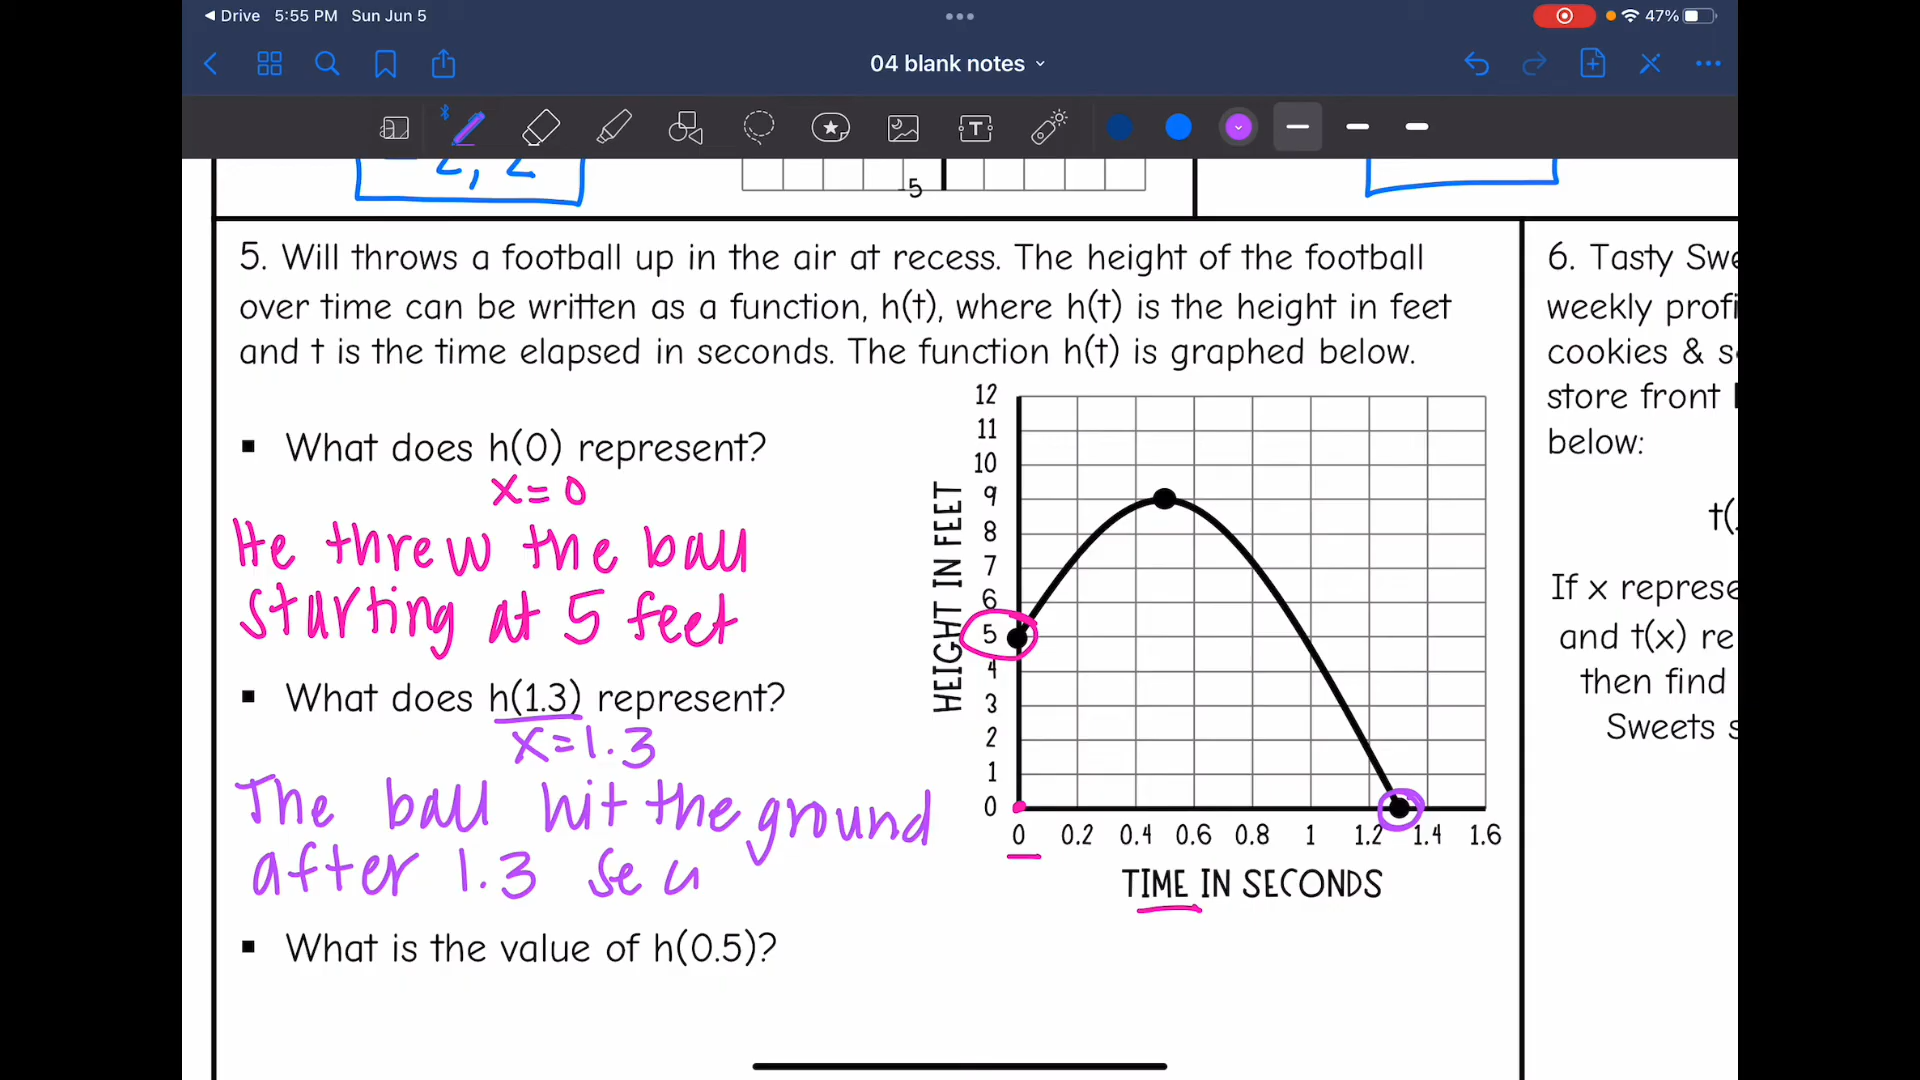 Drive 5:55 PM Sun Jun 5
47%
04 blank notes
T
2, 2
-5
5. Will throws a football up in the air at recess. The height of the football
over time can be written as a function, h(t), where h(t) is the height in feet
and t is the time elapsed in seconds. The function h(t) is graphed below.
▪ What does h(0) represent?
x=0
He threw the ball
starting at 5 feet
▪ What does h(1.3) represent?
x=1.3
The ball hit the ground
after 1.3 sec
▪ What is the value of h(0.5)?
HEIGHT IN FEET
12
11
10
9
8
7
6
5
4
3
2
1
0
0 0.2 0.4 0.6 0.8 1 1.2 1.4 1.6
TIME IN SECONDS
6. Tasty Swe
weekly profi
cookies & s
store front
below:
t(.
If x represe
and t(x) re
then find
Sweets s